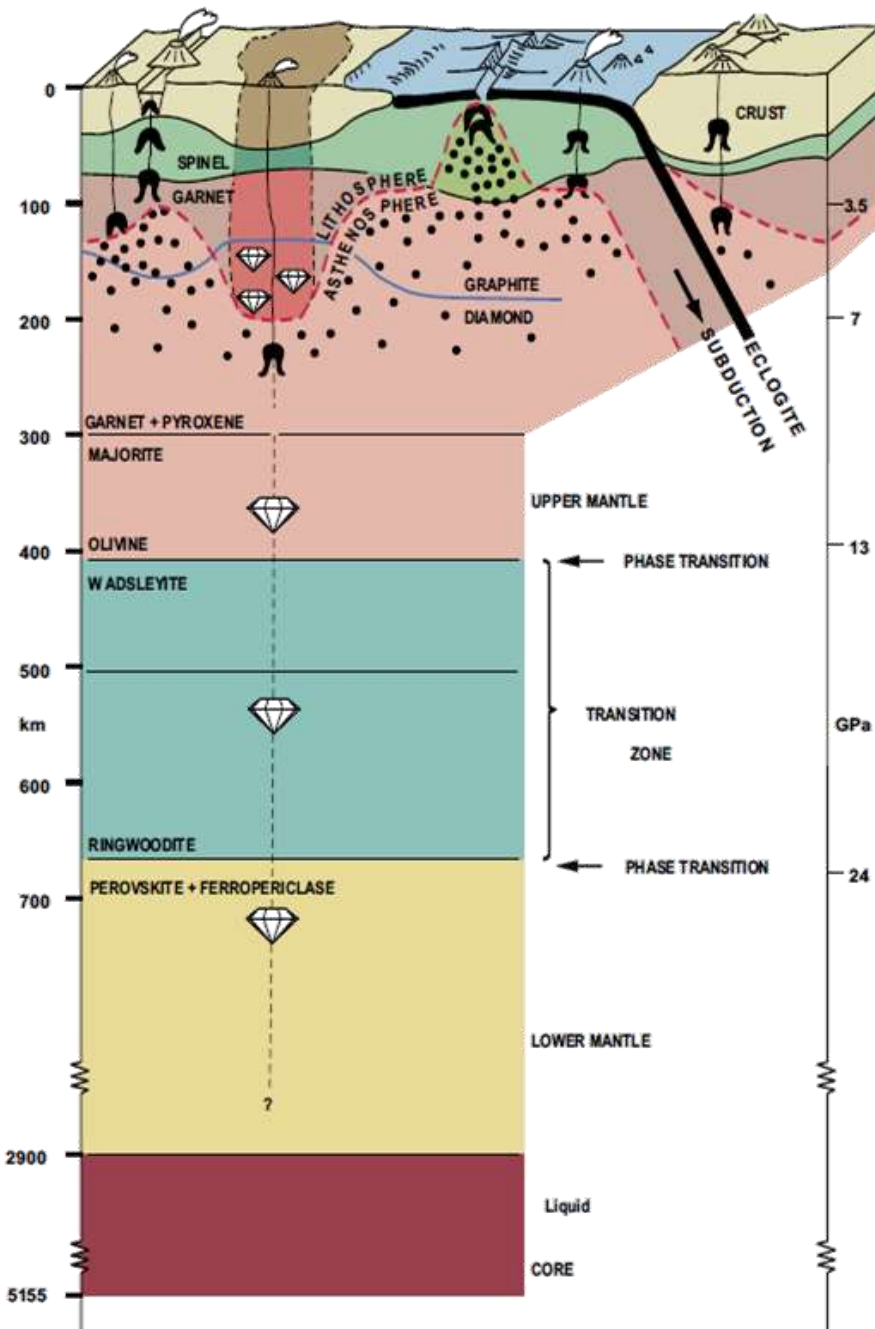 0
CRUST
SPINEL
GARNET
LITHOSPHERE
ASTHENOSPHERE
100
3.5
GRAPHITE
DIAMOND
200
7
SUBDUCTION
ECLOGITE
GARNET + PYROXENE
300
MAJORITE
UPPER MANTLE
OLIVINE
400
13
PHASE TRANSITION
WADSLEYITE
500
km
TRANSITION
ZONE
GPa
600
RINGWOODITE
PHASE TRANSITION
24
PEROVSKITE + FERROPERICLASE
700
LOWER MANTLE
?
2900
Liquid
CORE
5155